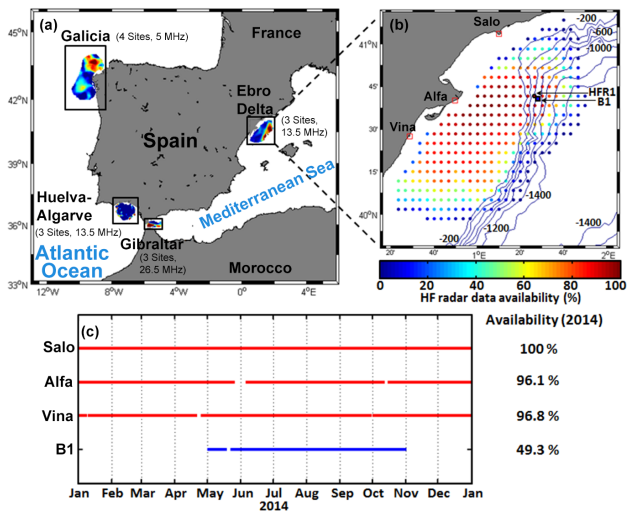 (a)
Galicia (4 Sites, 5 MHz)
France
Ebro
Delta
(3 Sites,
13.5 MHz)
Spain
Mediterranean Sea
Huelva-
Algarve
(3 Sites, 13.5 MHz)
Gibraltar
(3 Sites,
26.5 MHz)
Atlantic
Ocean
Morocco
45°N
42°N
39°N
36°N
33°N
12°W 8°W 4°W 0° 4°E
(b)
Salo
-200
-600
-1000
Alfa
HFR1
B1
Vina
-1400
-1400
-1200
-200
41°N
45'
30'
15'
40°N
20' 40' 1°E 20' 40' 2°E
0 20 40 60 80 100
HF radar data availability (%)
(c)
Availability (2014)
Salo 100 %
Alfa 96.1 %
Vina 96.8 %
B1 49.3 %
Jan Feb Mar Apr May Jun Jul Aug Sep Oct Nov Dec Jan
2014